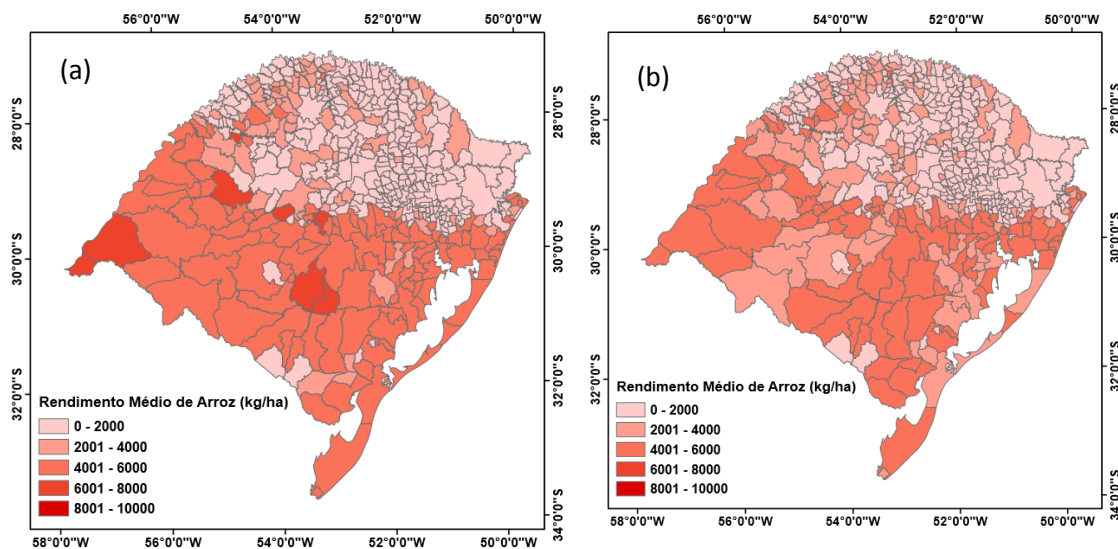 56°0'0"W 54°0'0"W 52°0'0"W 50°0'0"W
(a)
28°0'0"S
30°0'0"S
32°0'0"S
28°0'0"S
30°0'0"S
32°0'0"S
34°0'0"S
Rendimento Médio de Arroz (kg/ha)
0 - 2000
2001 - 4000
4001 - 6000
6001 - 8000
8001 - 10000
58°0'0"W 56°0'0"W 54°0'0"W 52°0'0"W 50°0'0"W
56°0'0"W 54°0'0"W 52°0'0"W 50°0'0"W
(b)
28°0'0"S
30°0'0"S
32°0'0"S
28°0'0"S
30°0'0"S
32°0'0"S
34°0'0"S
Rendimento Médio de Arroz (kg/ha)
0 - 2000
2001 - 4000
4001 - 6000
6001 - 8000
8001 - 10000
58°0'0"W 56°0'0"W 54°0'0"W 52°0'0"W 50°0'0"W